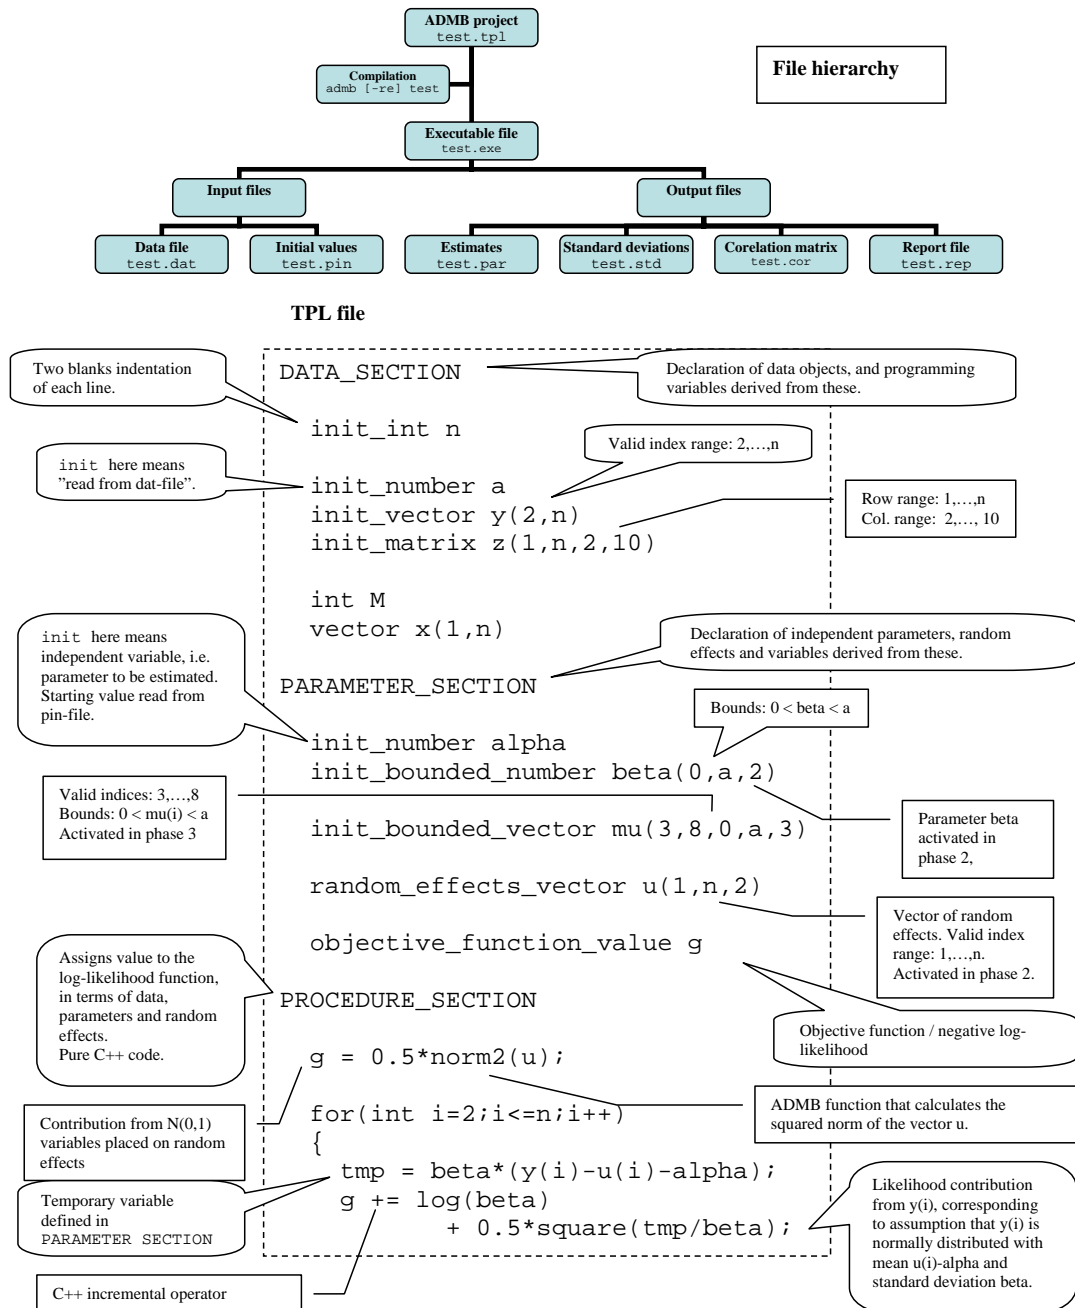 ADMB project
test.tpl
File hierarchy
Compilation
admb [-re] test
Executable file
test.exe
Input files
Output files
Data file
test.dat
Initial values
test.pin
Estimates
test.par
Standard deviations
test.std
Corelation matrix
test.cor
Report file
test.rep
TPL file
Two blanks indentation
of each line.
DATA_SECTION
Declaration of data objects, and programming
variables derived from these.
init_int n
Valid index range: 2,…,n
init here means
”read from dat-file”.
init_number a
init_vector y(2,n)
init_matrix z(1,n,2,10)
Row range: 1,…,n
Col. range: 2,…, 10
int M
vector x(1,n)
init here means
independent variable, i.e.
parameter to be estimated.
Starting value read from
pin-file.
Declaration of independent parameters, random
effects and variables derived from these.
PARAMETER_SECTION
Bounds: 0 < beta < a
init_number alpha
init_bounded_number beta(0,a,2)
Valid indices: 3,…,8
Bounds: 0 < mu(i) < a
Activated in phase 3
init_bounded_vector mu(3,8,0,a,3)
Parameter beta
activated in
phase 2,
random_effects_vector u(1,n,2)
Vector of random
effects. Valid index
range: 1,…,n.
Activated in phase 2.
objective_function_value g
Assigns value to the
log-likelihood function,
in terms of data,
parameters and random
effects.
Pure C++ code.
PROCEDURE_SECTION
Objective function / negative log-
likelihood
g = 0.5*norm2(u);
ADMB function that calculates the
squared norm of the vector u.
Contribution from N(0,1)
variables placed on random
effects
for(int i=2;i<=n;i++)
{
tmp = beta*(y(i)-u(i)-alpha);
g += log(beta)
+ 0.5*square(tmp/beta);
Temporary variable
defined in
PARAMETER SECTION
Likelihood contribution
from y(i), corresponding
to assumption that y(i) is
normally distributed with
mean u(i)-alpha and
standard deviation beta.
C++ incremental operator